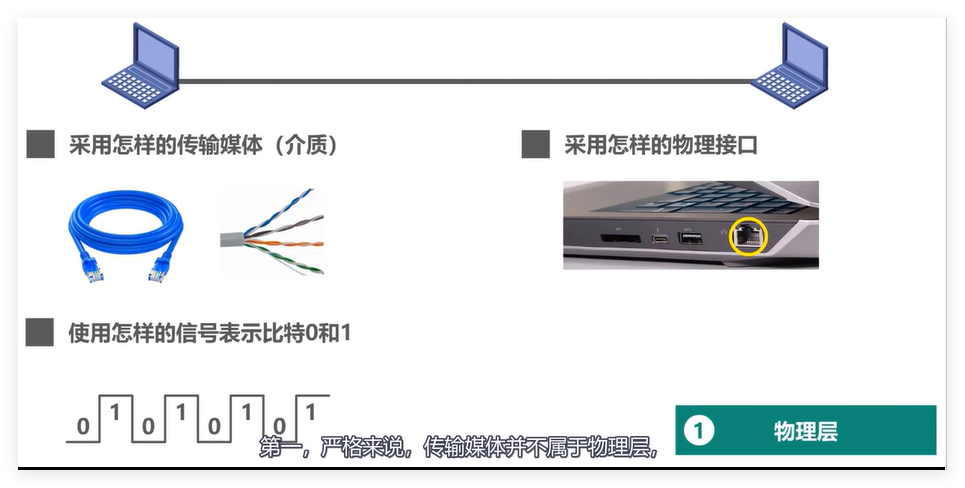 采用怎样的传输媒体（介质）
采用怎样的物理接口
使用怎样的信号表示比特0和1
0 1 0 1 0 1 0 1
第一，严格来说，传输媒体并不属于物理层，
1 物理层